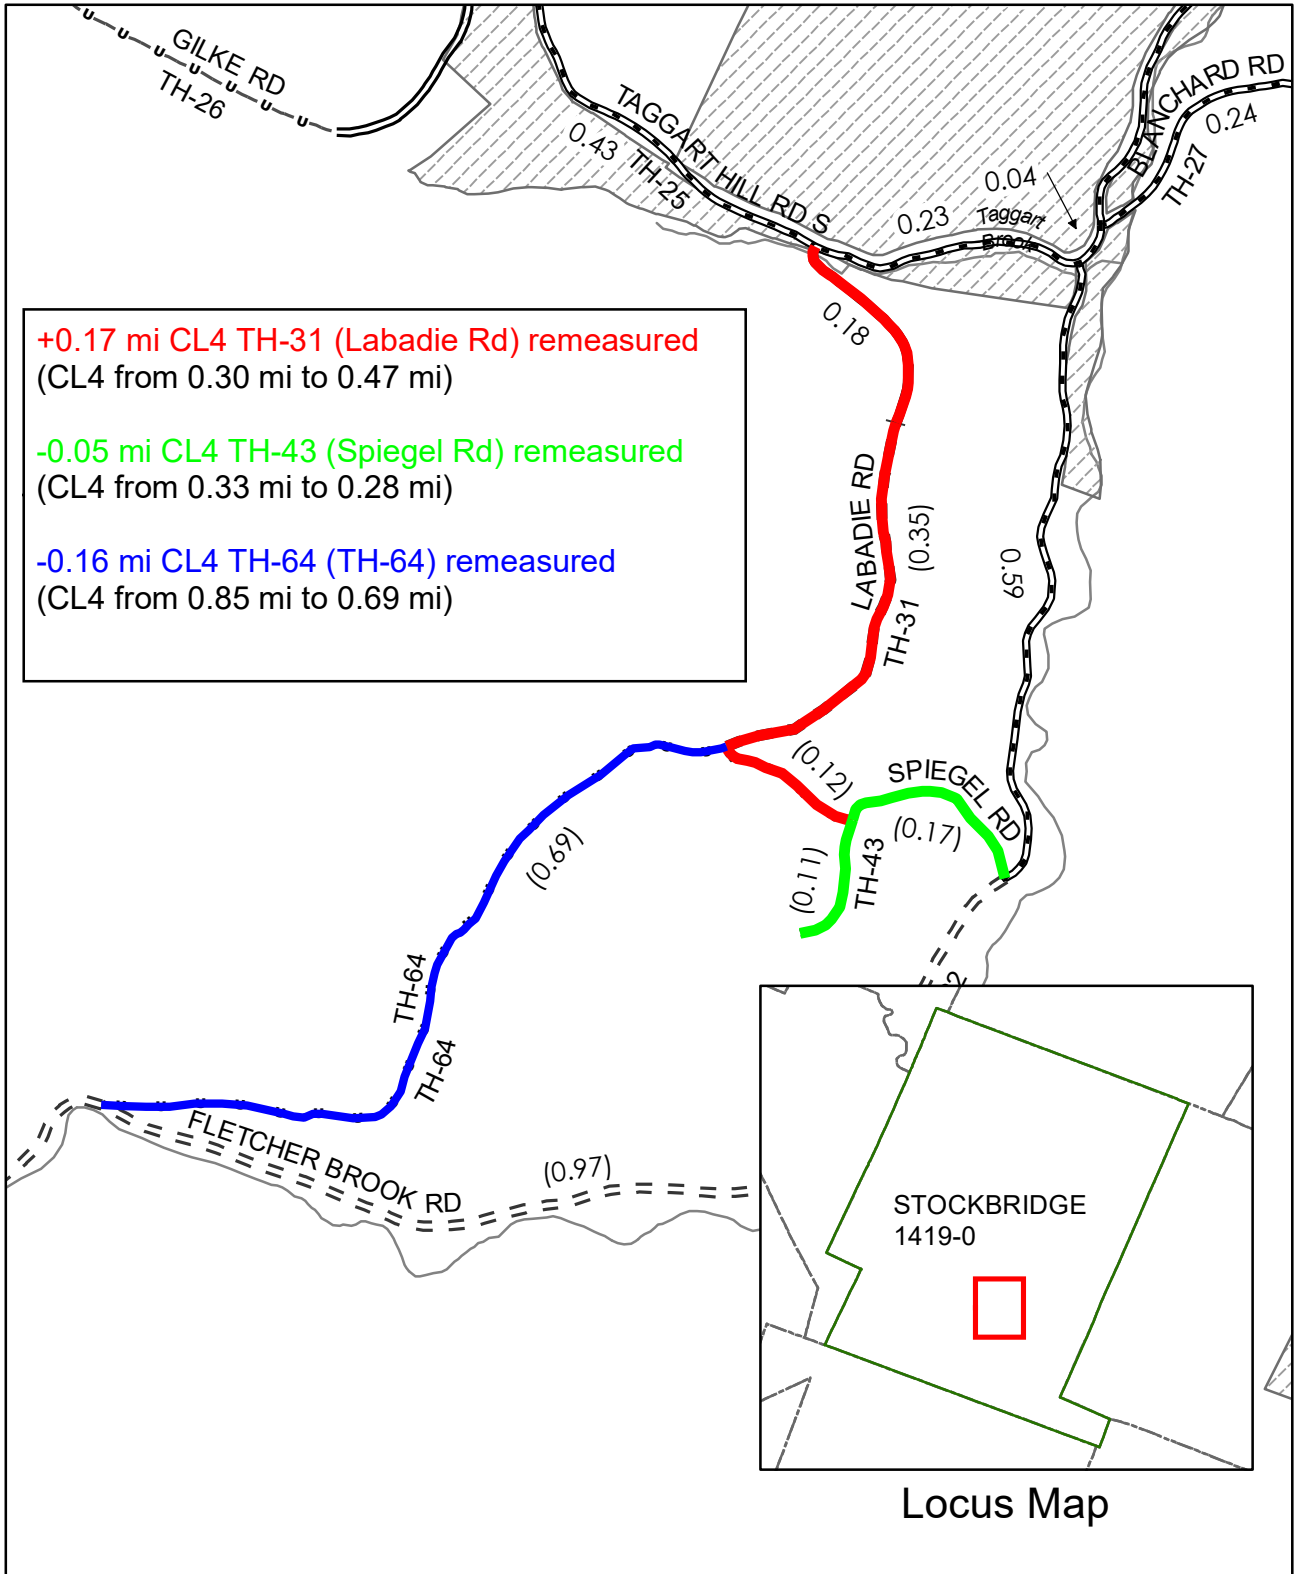 GILKE RD
TH-26
TAGGART HILL RD S
0.43
TH-25
BLANCHARD RD
0.24
TH-27
0.04
0.23
Taggart
Brook
0.18
+0.17 mi CL4 TH-31 (Labadie Rd) remeasured
(CL4 from 0.30 mi to 0.47 mi)
-0.05 mi CL4 TH-43 (Spiegel Rd) remeasured
(CL4 from 0.33 mi to 0.28 mi)
-0.16 mi CL4 TH-64 (TH-64) remeasured
(CL4 from 0.85 mi to 0.69 mi)
LABADIE RD
(0.35)
TH-31
0.59
(0.12)
SPIEGEL RD
(0.17)
(0.11)
TH-43
(0.69)
TH-64
TH-64
FLETCHER BROOK RD
(0.97)
STOCKBRIDGE
1419-0
Locus Map